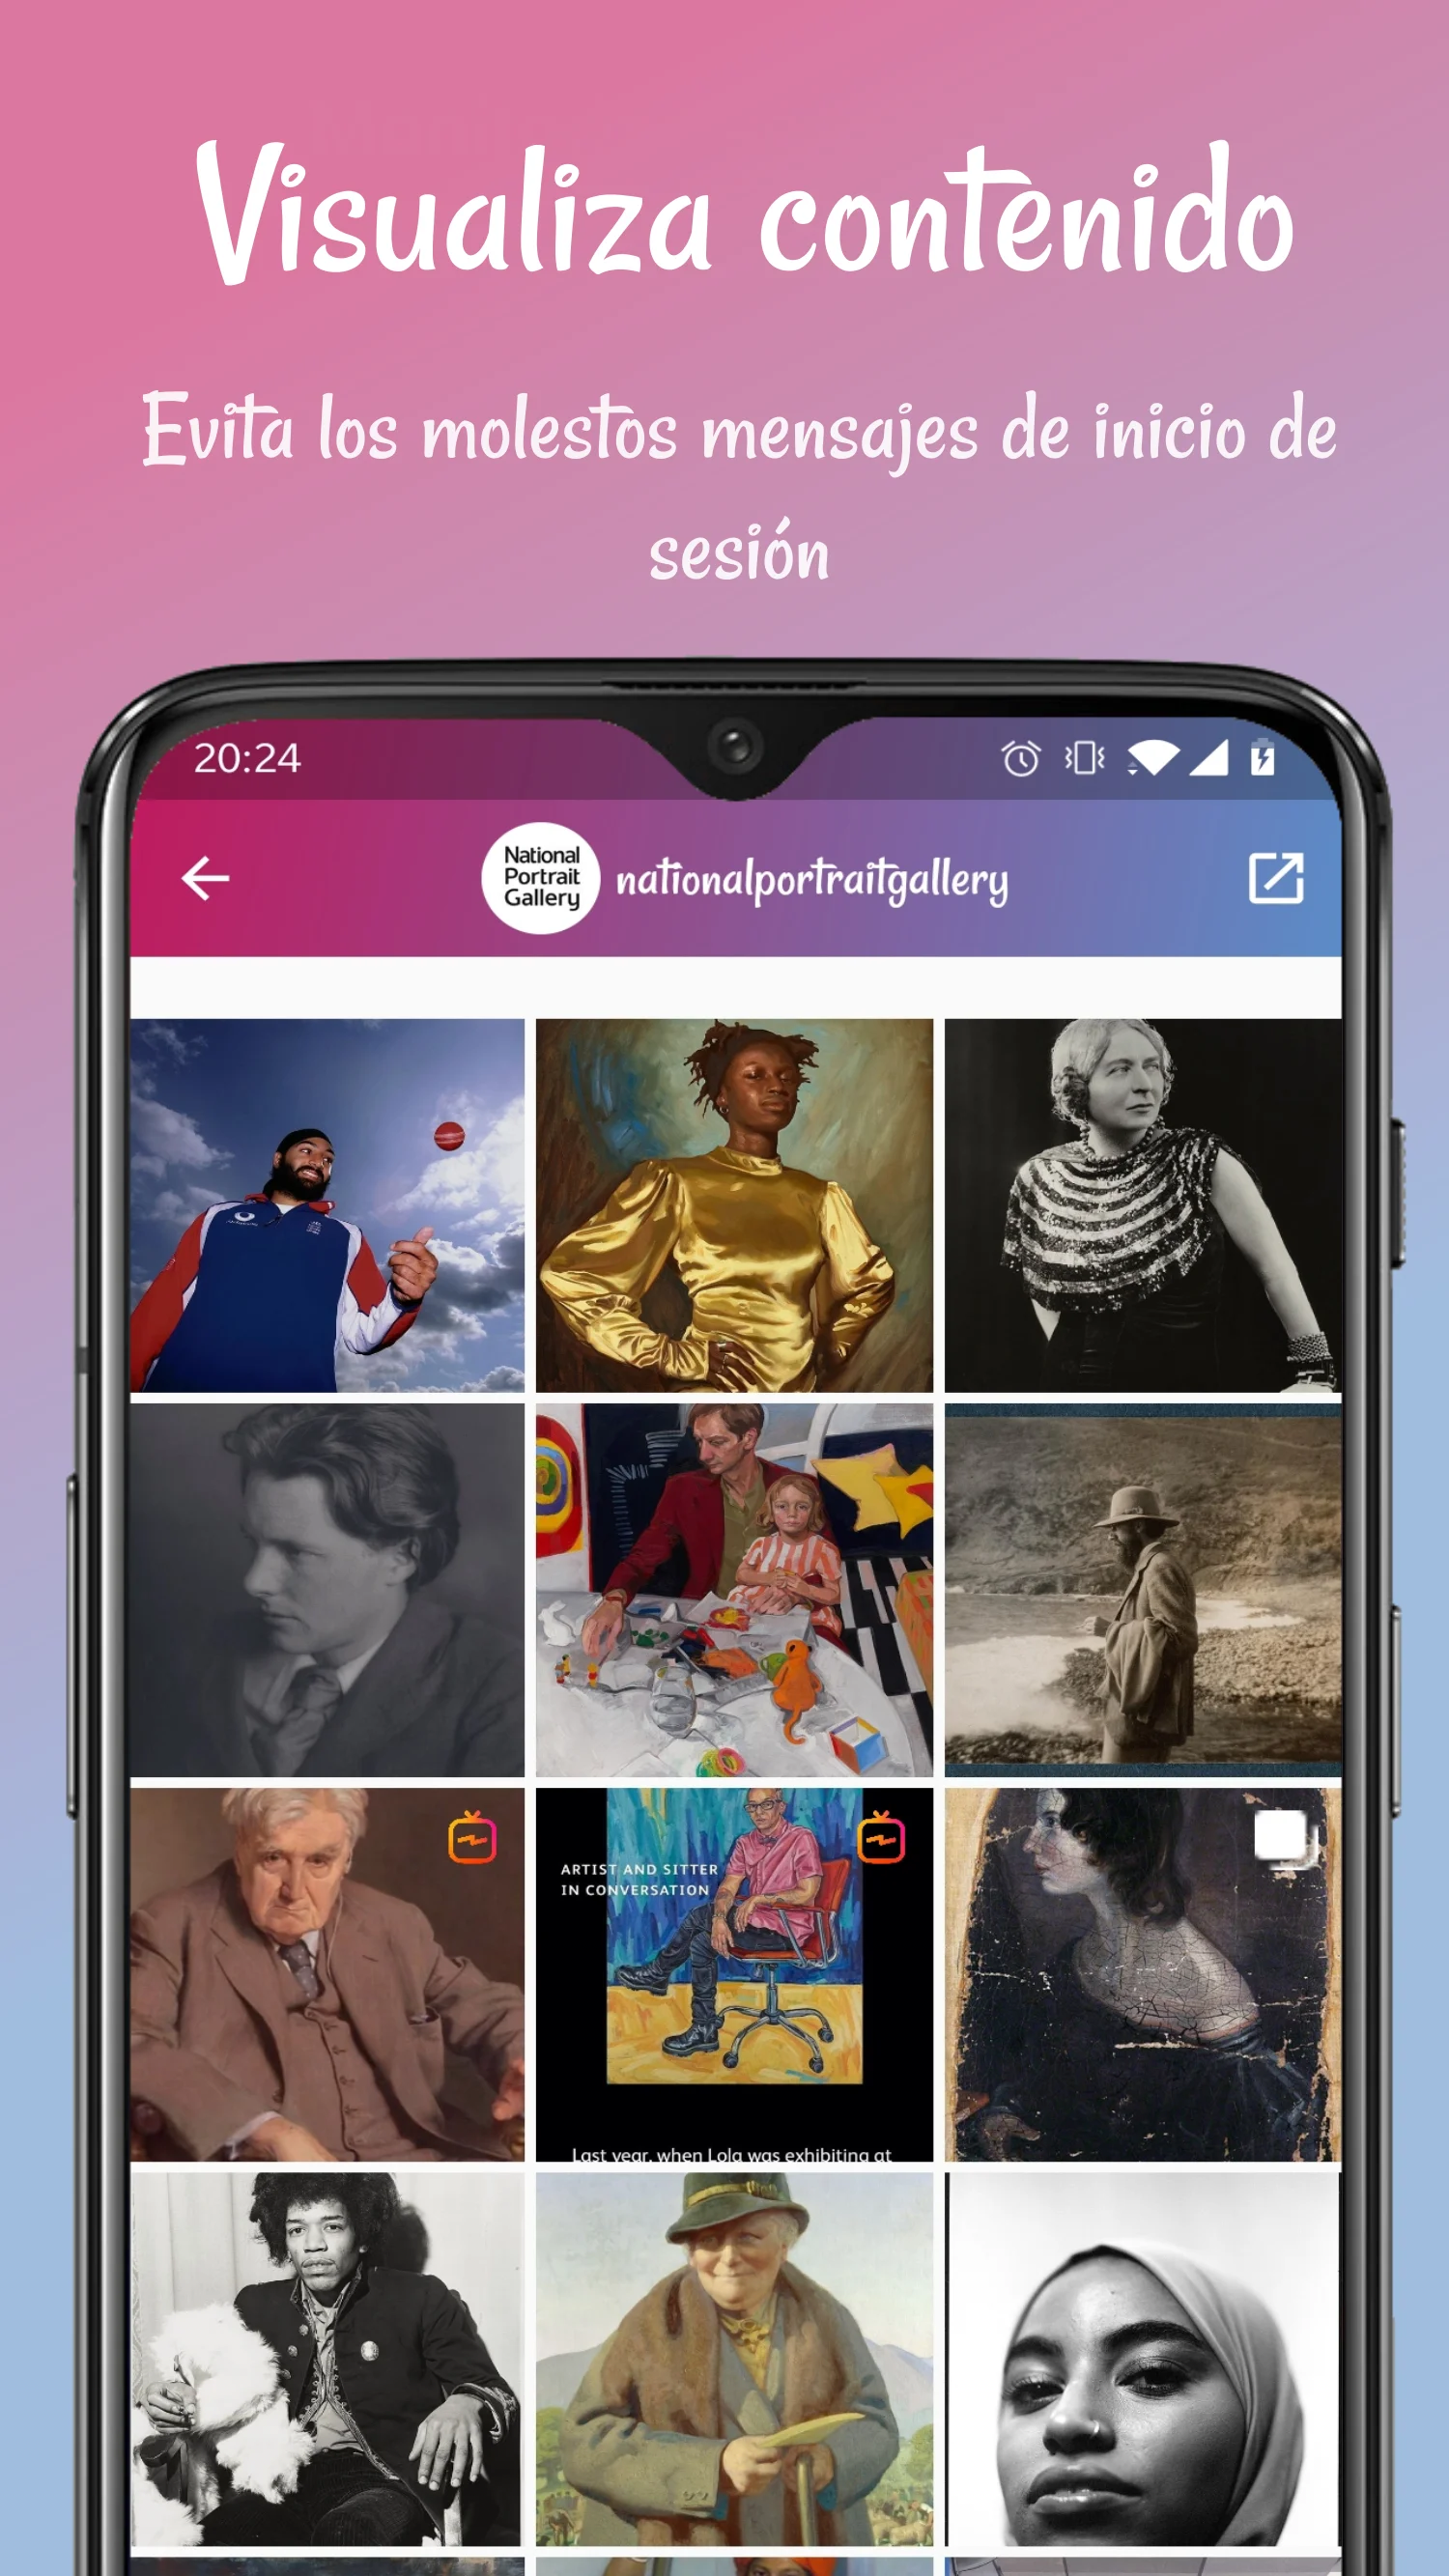 Visualiza contenido
Evita los molestos mensajes de inicio de
sesión
20:24
National
Portrait
Gallery
nationalportraitgallery
ARTIST AND SITTER
IN CONVERSATION
Last year, when Lola was exhibiting at